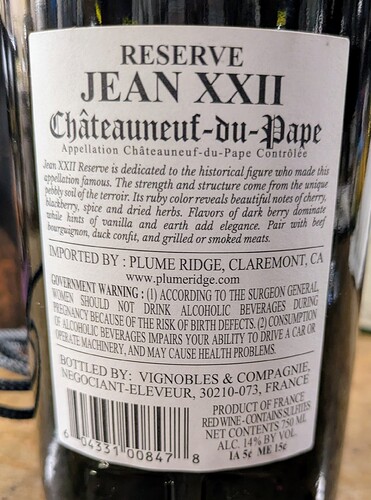 RESERVE
JEAN XXII
Châteauneuf-du-Pape
Appellation Châteauneuf-du-Pape Contrôlée
Jean XXII Reserve is dedicated to the historical figure who made this
appellation famous. The strength and structure come from the unique
pebbly soil of the terroir. Its ruby color reveals beautiful notes of cherry,
blackberry, spice and dried herbs. Flavors of dark berry dominate
while hints of vanilla and earth add elegance. Pair with beef
bourguignon, duck confit, and grilled or smoked meats.
IMPORTED BY : PLUME RIDGE, CLAREMONT, CA
www.plumeridge.com
GOVERNMENT WARNING : (1) ACCORDING TO THE SURGEON GENERAL,
WOMEN SHOULD NOT DRINK ALCOHOLIC BEVERAGES DURING
PREGNANCY BECAUSE OF THE RISK OF BIRTH DEFECTS. (2) CONSUMPTION
OF ALCOHOLIC BEVERAGES IMPAIRS YOUR ABILITY TO DRIVE A CAR OR
OPERATE MACHINERY, AND MAY CAUSE HEALTH PROBLEMS.
BOTTLED BY: VIGNOBLES & COMPAGNIE,
NEGOCIANT-ELEVEUR, 30210-073, FRANCE
PRODUCT OF FRANCE
RED WINE - CONTAINS SULFITES
NET CONTENTS 750 ML
ALC. 14% BY VOL.
IA 5¢ ME 15¢
6 04331 00847 8